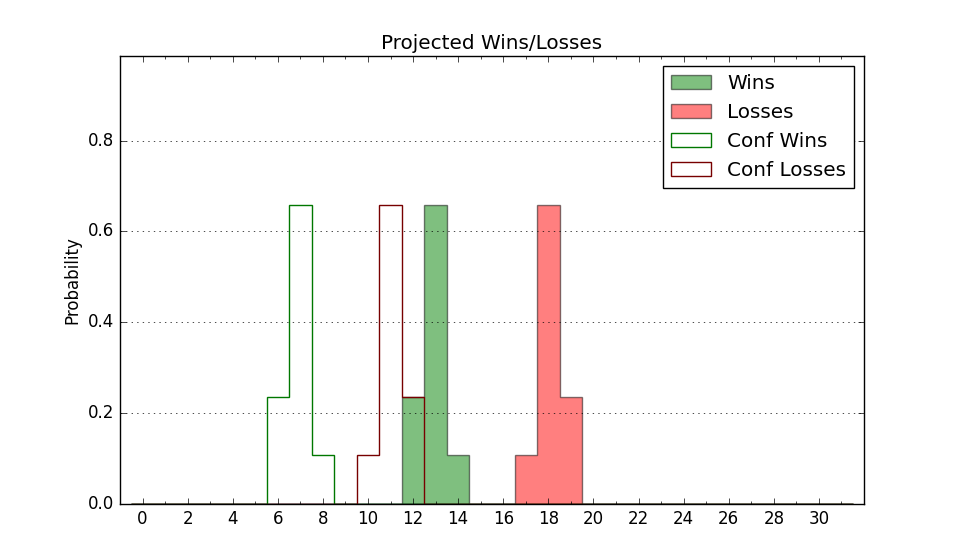 Projected Wins/Losses
Wins
Losses
Conf Wins
Conf Losses
Probability
0.8
0.6
0.4
0.2
0.0
0 2 4 6 8 10 12 14 16 18 20 22 24 26 28 30